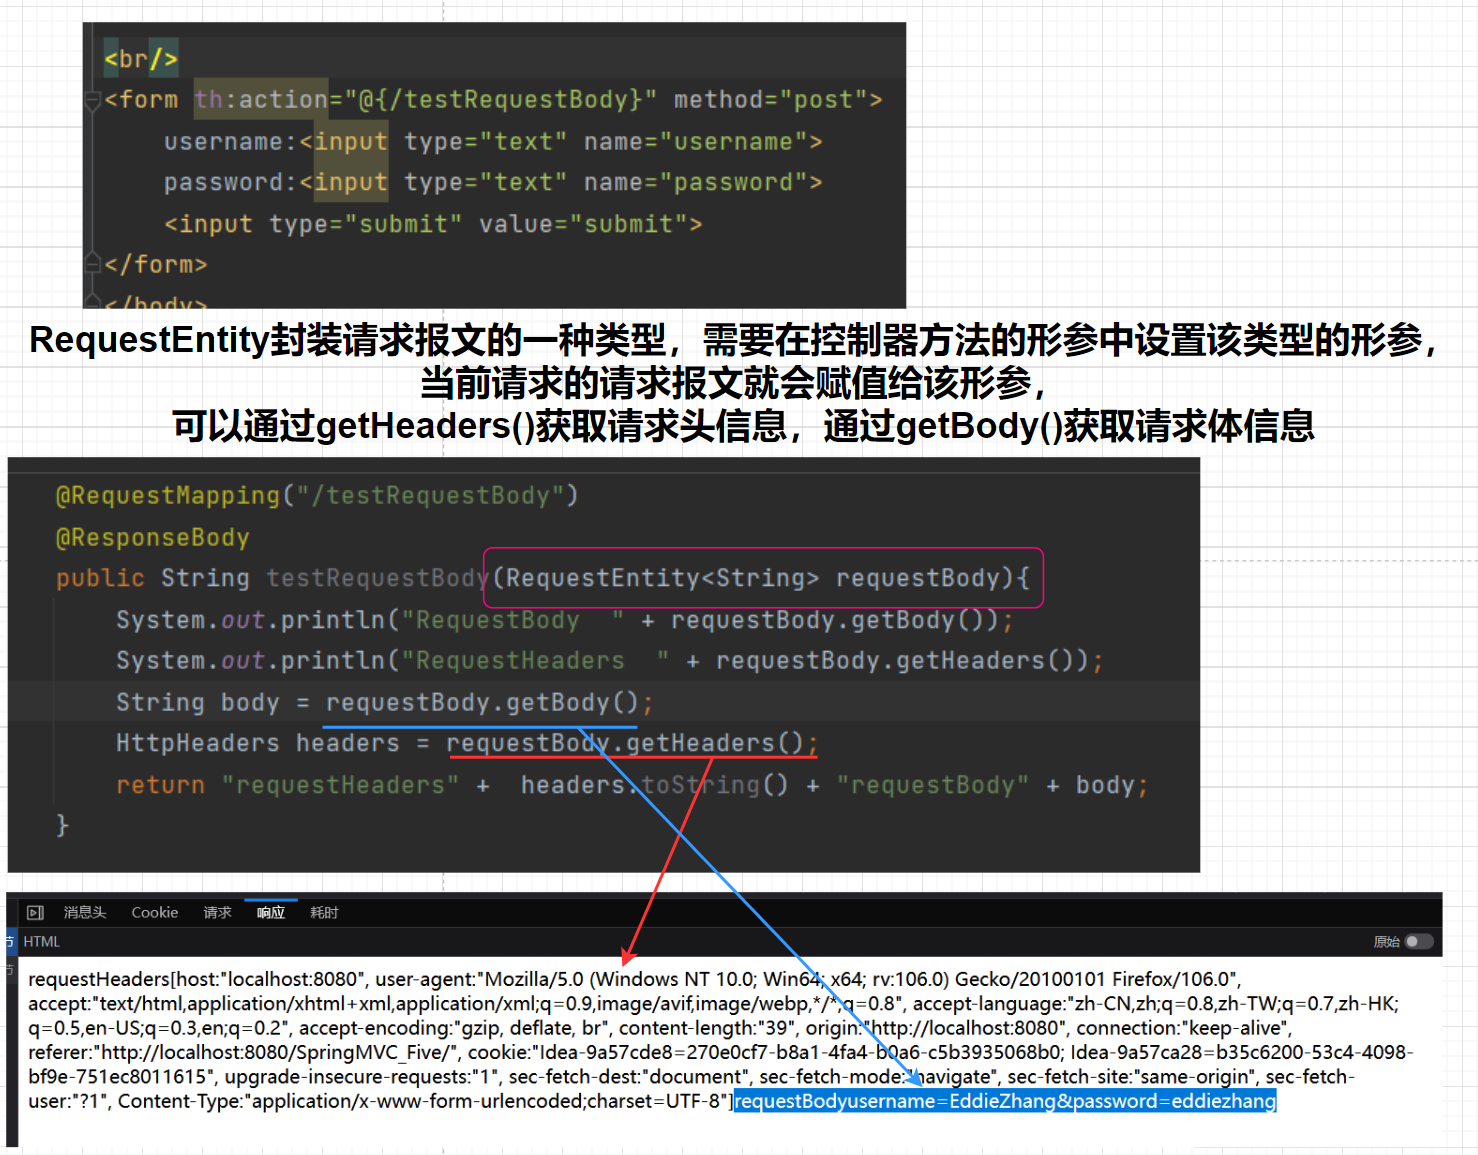 <br/>
<form th:action="@{/testRequestBody}" method="post">
username:<input type="text" name="username">
password:<input type="text" name="password">
<input type="submit" value="submit">
</form>
</body>
RequestEntity封装请求报文的一种类型，需要在控制器方法的形参中设置该类型的形参，
当前请求的请求报文就会赋值给该形参，
可以通过getHeaders()获取请求头信息，通过getBody()获取请求体信息
@RequestMapping("/testRequestBody")
@ResponseBody
public String testRequestBody(RequestEntity<String> requestBody){
System.out.println("RequestBody  " + requestBody.getBody());
System.out.println("RequestHeaders  " + requestBody.getHeaders());
String body = requestBody.getBody();
HttpHeaders headers = requestBody.getHeaders();
return "requestHeaders" +  headers.toString() + "requestBody" + body;
}
消息头 Cookie 请求 响应 耗时
节 HTML 原始
requestHeaders[host:"localhost:8080", user-agent:"Mozilla/5.0 (Windows NT 10.0; Win64; x64; rv:106.0) Gecko/20100101 Firefox/106.0",
accept:"text/html,application/xhtml+xml,application/xml;q=0.9,image/avif,image/webp,*/*;q=0.8", accept-language:"zh-CN,zh;q=0.8,zh-TW;q=0.7,zh-HK;
q=0.5,en-US;q=0.3,en;q=0.2", accept-encoding:"gzip, deflate, br", content-length:"39", origin:"http://localhost:8080", connection:"keep-alive",
referer:"http://localhost:8080/SpringMVC_Five/", cookie:"Idea-9a57cde8=270e0cf7-b8a1-4fa4-b0a6-c5b3935068b0; Idea-9a57ca28=b35c6200-53c4-4098-
bf9e-751ec8011615", upgrade-insecure-requests:"1", sec-fetch-dest:"document", sec-fetch-mode:"navigate", sec-fetch-site:"same-origin", sec-fetch-
user:"?1", Content-Type:"application/x-www-form-urlencoded;charset=UTF-8"]requestBodyusername=EddieZhang&password=eddiezhang